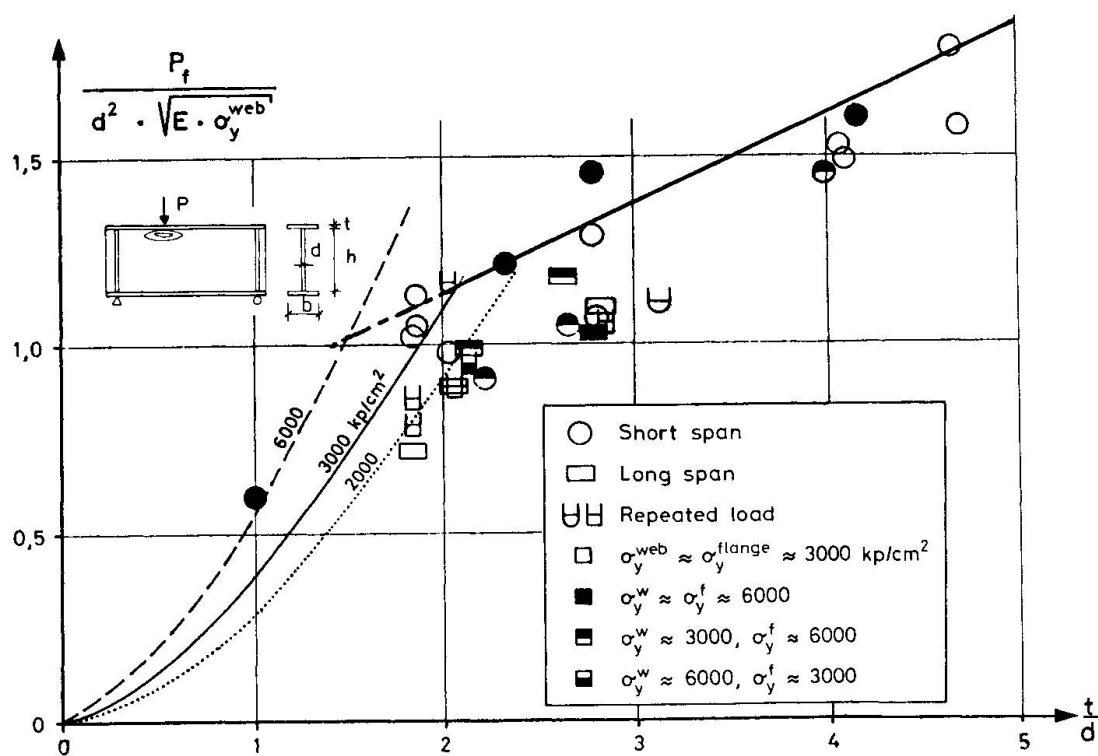 P_f
d² · √E · σ_y^web
1,5
1,0
0,5
0
0
1
2
3
4
5
t/d
P
t
d
h
b
6000
3000 kp/cm²
2000
Short span
Long span
Repeated load
σ_y^web ≈ σ_y^flange ≈ 3000 kp/cm²
σ_y^w ≈ σ_y^f ≈ 6000
σ_y^w ≈ 3000, σ_y^f ≈ 6000
σ_y^w ≈ 6000, σ_y^f ≈ 3000